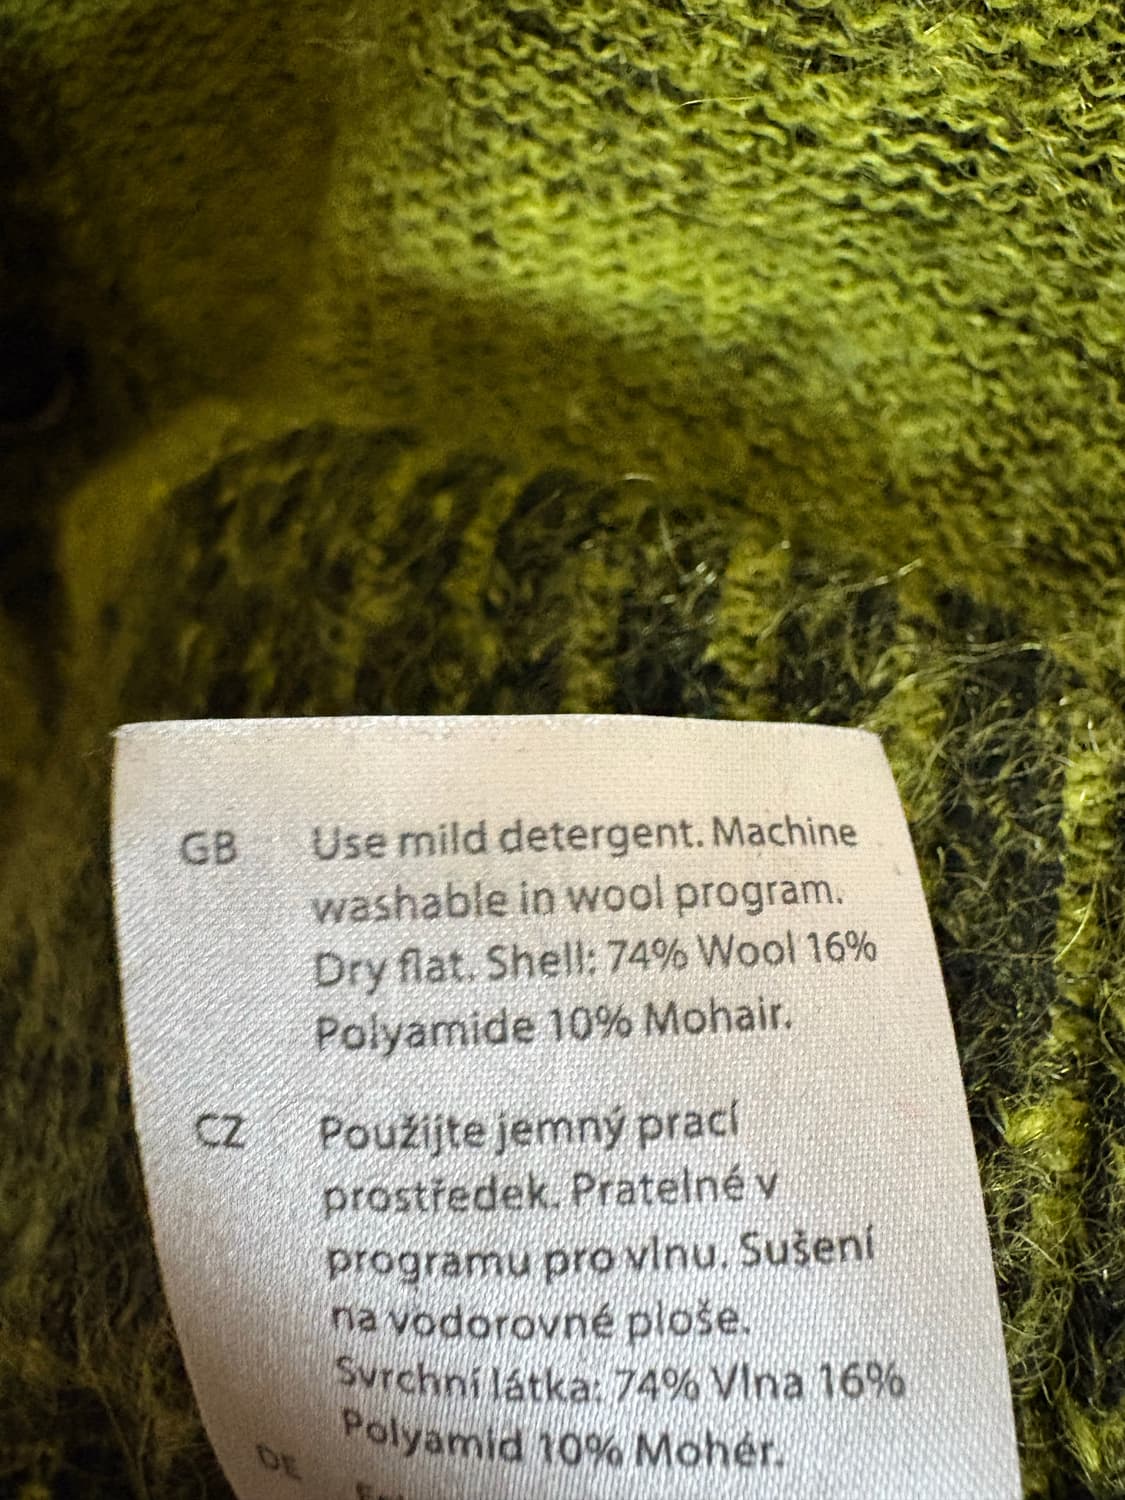 GB Use mild detergent. Machine
washable in wool program.
Dry flat. Shell: 74% Wool 16%
Polyamide 10% Mohair.
CZ Použijte jemný prací
prostředek. Pratelné v
programu pro vlnu. Sušení
na vodorovné ploše.
Svrchní látka: 74% Vlna 16%
Polyamid 10% Mohér.
DE